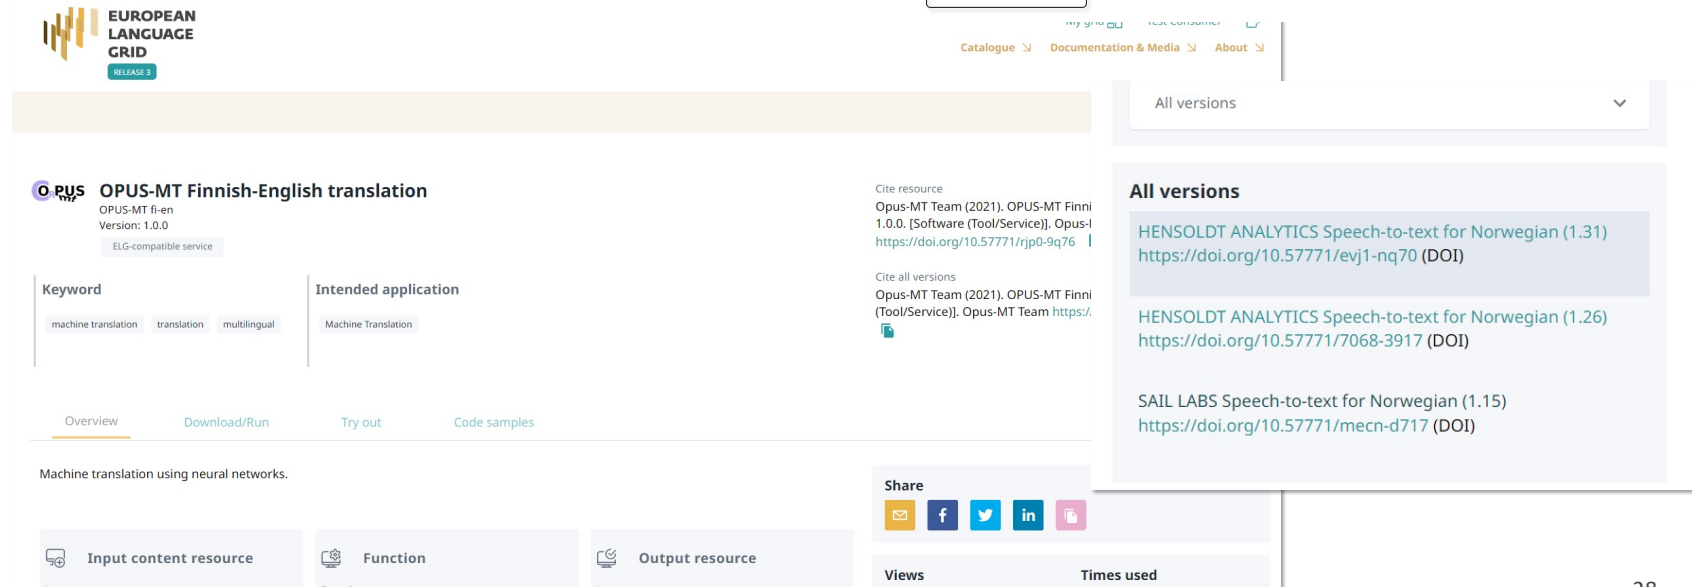 EUROPEAN
LANGUAGE
GRID
RELEASE 3
My grid
Test Consumer
Catalogue
Documentation & Media
About
OPUS-MT Finnish-English translation
OPUS-MT fi-en
Version: 1.0.0
ELG-compatible service
Keyword
machine translation translation multilingual
Intended application
Machine Translation
Cite resource
Opus-MT Team (2021). OPUS-MT Finni
1.0.0. [Software (Tool/Service)]. Opus-
https://doi.org/10.57771/rjp0-9q76
Cite all versions
Opus-MT Team (2021). OPUS-MT Finni
(Tool/Service)]. Opus-MT Team https:/
Overview Download/Run Try out Code samples
Machine translation using neural networks.
Input content resource
Function
Output resource
Share
Views
Times used
All versions
All versions
HENSOLDT ANALYTICS Speech-to-text for Norwegian (1.31)
https://doi.org/10.57771/evj1-nq70 (DOI)
HENSOLDT ANALYTICS Speech-to-text for Norwegian (1.26)
https://doi.org/10.57771/7068-3917 (DOI)
SAIL LABS Speech-to-text for Norwegian (1.15)
https://doi.org/10.57771/mecn-d717 (DOI)